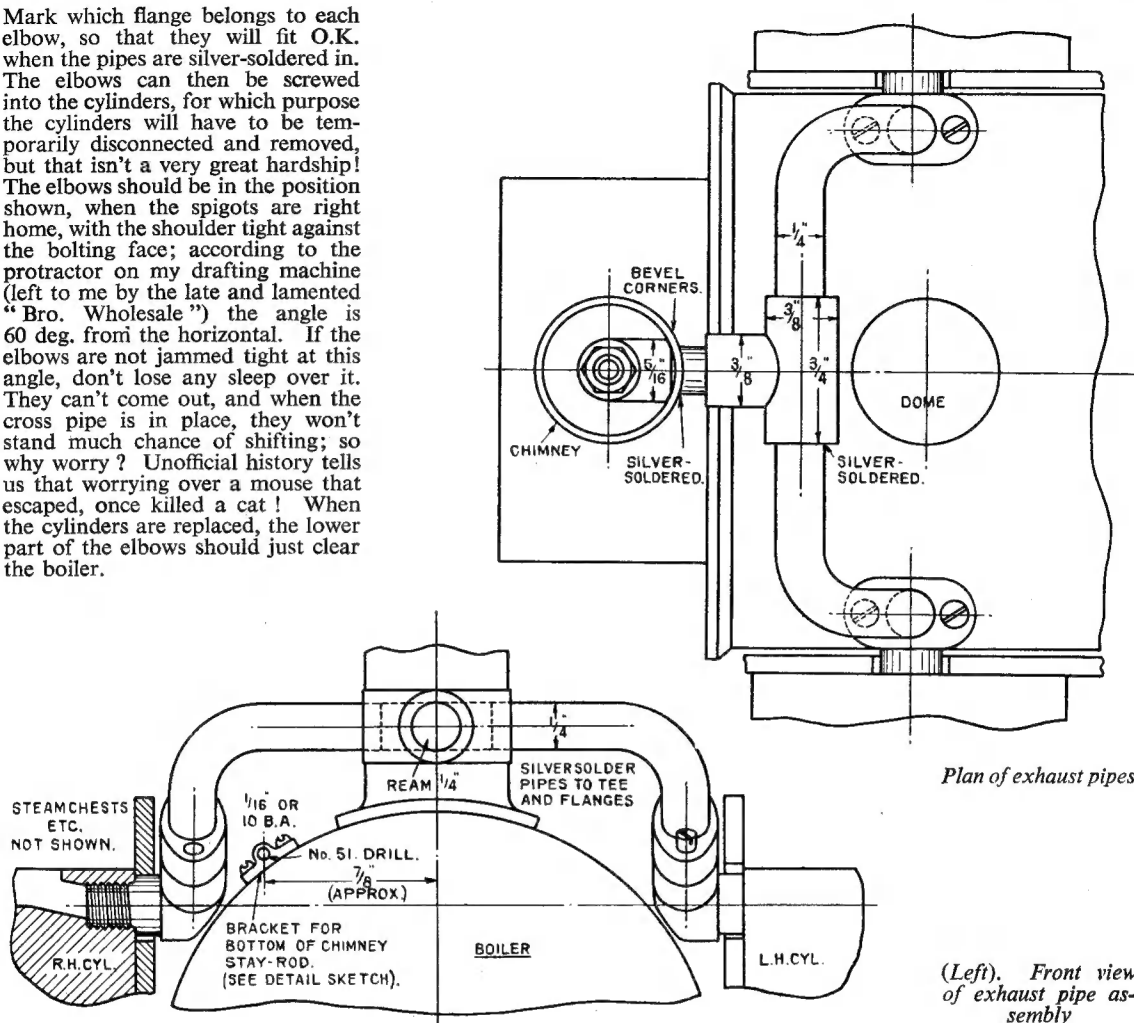 Mark which flange belongs to each
elbow, so that they will fit O.K.
when the pipes are silver-soldered in.
The elbows can then be screwed
into the cylinders, for which purpose
the cylinders will have to be tem-
porarily disconnected and removed,
but that isn't a very great hardship!
The elbows should be in the position
shown, when the spigots are right
home, with the shoulder tight against
the bolting face; according to the
protractor on my drafting machine
(left to me by the late and lamented
" Bro. Wholesale ") the angle is
60 deg. from the horizontal. If the
elbows are not jammed tight at this
angle, don't lose any sleep over it.
They can't come out, and when the
cross pipe is in place, they won't
stand much chance of shifting; so
why worry ? Unofficial history tells
us that worrying over a mouse that
escaped, once killed a cat ! When
the cylinders are replaced, the lower
part of the elbows should just clear
the boiler.
1/4"
BEVEL
CORNERS.
3/8"
5/16"
3/8"
3/4"
DOME
CHIMNEY
SILVER-
SOLDERED.
SILVER-
SOLDERED.
Plan of exhaust pipes
1/4"
REAM 1/4"
SILVERSOLDER
PIPES TO TEE
AND FLANGES
STEAMCHESTS
ETC.
NOT SHOWN.
1/16" OR
10 B.A.
No. 51. DRILL.
7/8"
(APPROX.)
BRACKET FOR
BOTTOM OF CHIMNEY
STAY-ROD.
(SEE DETAIL SKETCH).
BOILER
R.H.CYL.
L.H.CYL.
(Left). Front view
of exhaust pipe as-
sembly